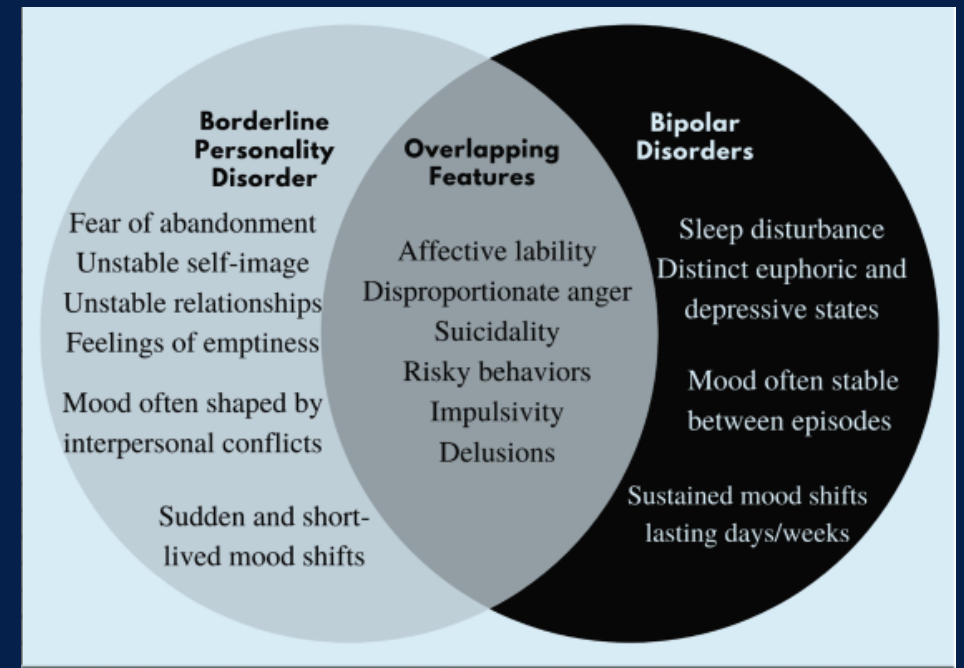 Borderline
Personality
Disorder
Fear of abandonment
Unstable self-image
Unstable relationships
Feelings of emptiness
Mood often shaped by
interpersonal conflicts
Sudden and short-
lived mood shifts
Overlapping
Features
Affective lability
Disproportionate anger
Suicidality
Risky behaviors
Impulsivity
Delusions
Bipolar
Disorders
Sleep disturbance
Distinct euphoric and
depressive states
Mood often stable
between episodes
Sustained mood shifts
lasting days/weeks